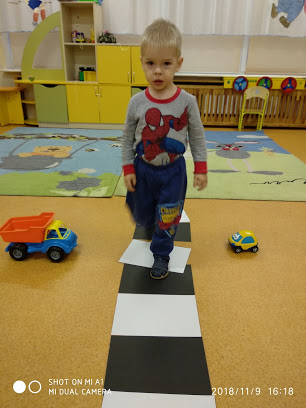 SHOT ON MI A1
MI DUAL CAMERA
2018/11/9 16:18